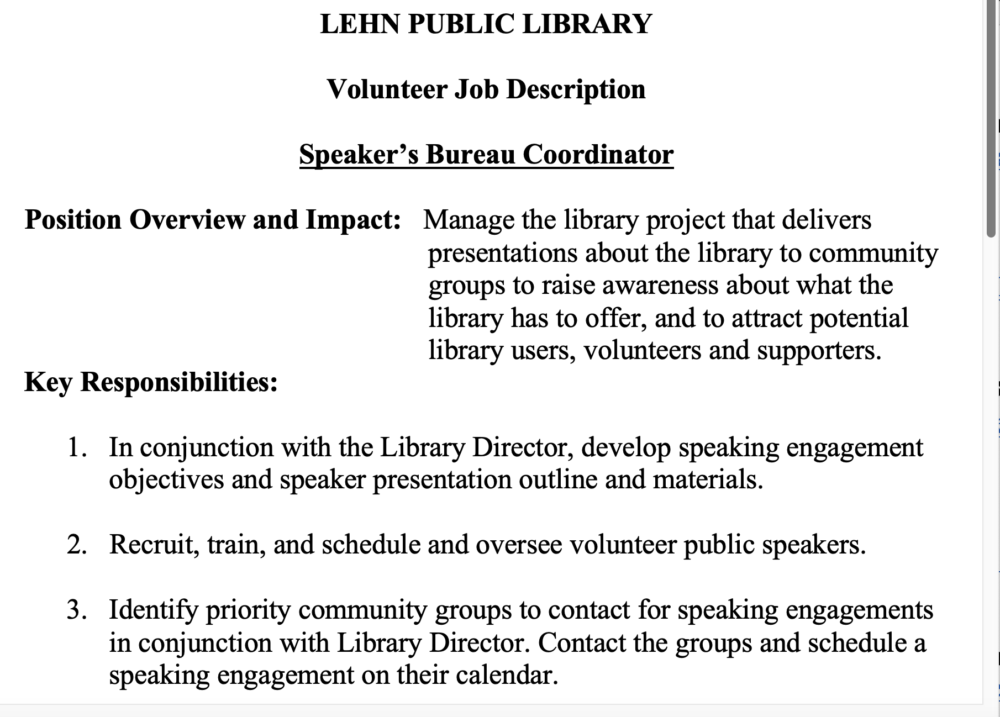 LEHN PUBLIC LIBRARY
Volunteer Job Description
Speaker’s Bureau Coordinator
Position Overview and Impact: Manage the library project that delivers
presentations about the library to community
groups to raise awareness about what the
library has to offer, and to attract potential
library users, volunteers and supporters.
Key Responsibilities:
1. In conjunction with the Library Director, develop speaking engagement
objectives and speaker presentation outline and materials.
2. Recruit, train, and schedule and oversee volunteer public speakers.
3. Identify priority community groups to contact for speaking engagements
in conjunction with Library Director. Contact the groups and schedule a
speaking engagement on their calendar.